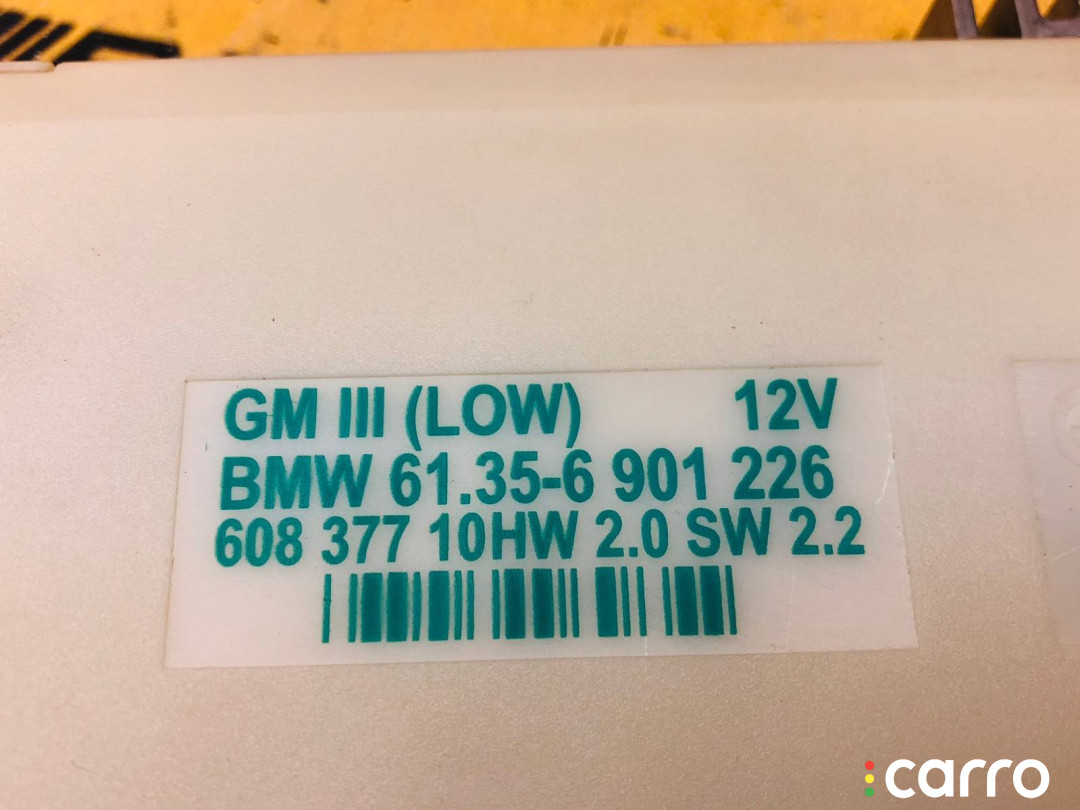 GM III (LOW) 12V
BMW 61.35-6 901 226
608 377 10HW 2.0 SW 2.2
carro